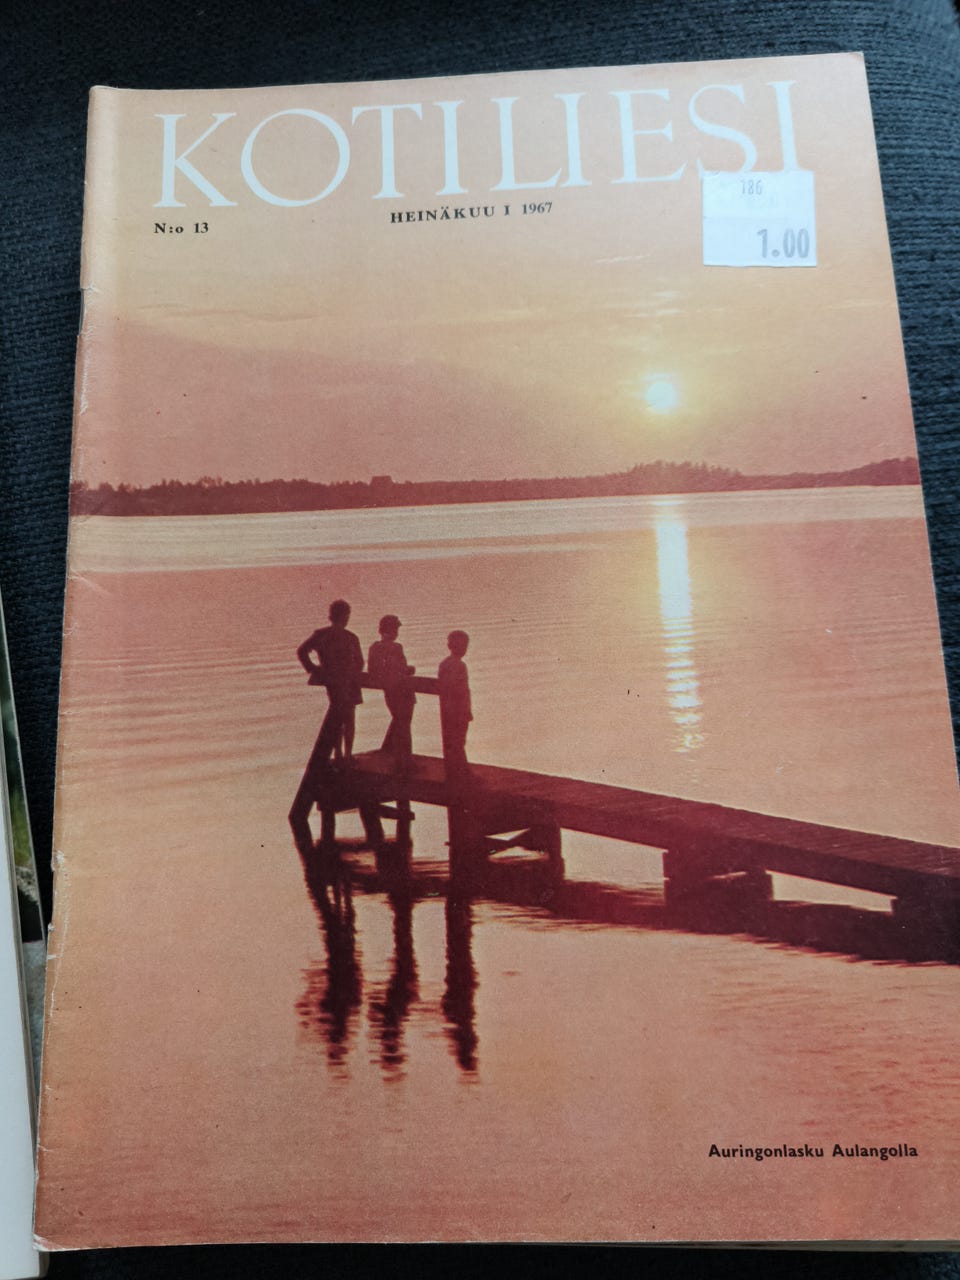 KOTILIESI
N:o 13
HEINÄKUU I 1967
186
1.00
Auringonlasku Aulangolla